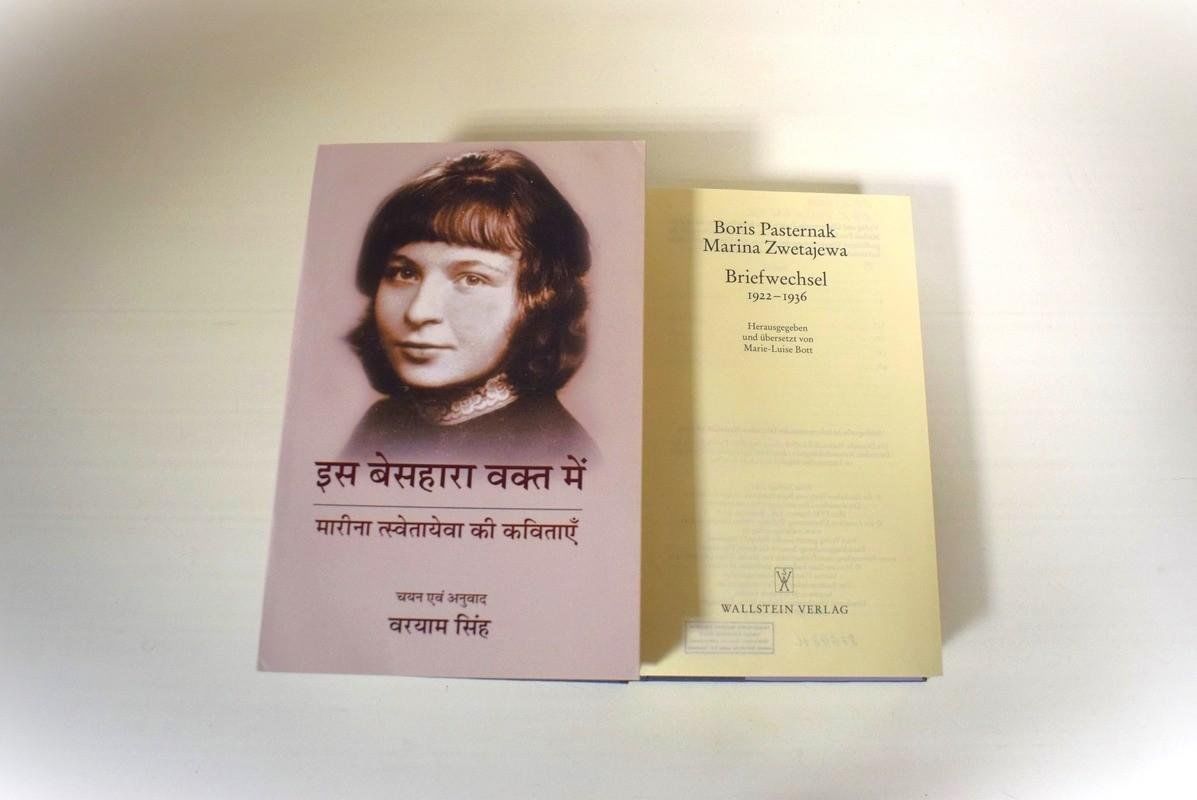 इस बेसहारा वक्त में
मारीना त्स्वेतायेवा की कविताएँ
चयन एवं अनुवाद
वरयाम सिंह
Boris Pasternak
Marina Zwetajewa
Briefwechsel
1922–1936
Herausgegeben
und übersetzt von
Marie-Luise Bott
WALLSTEIN VERLAG